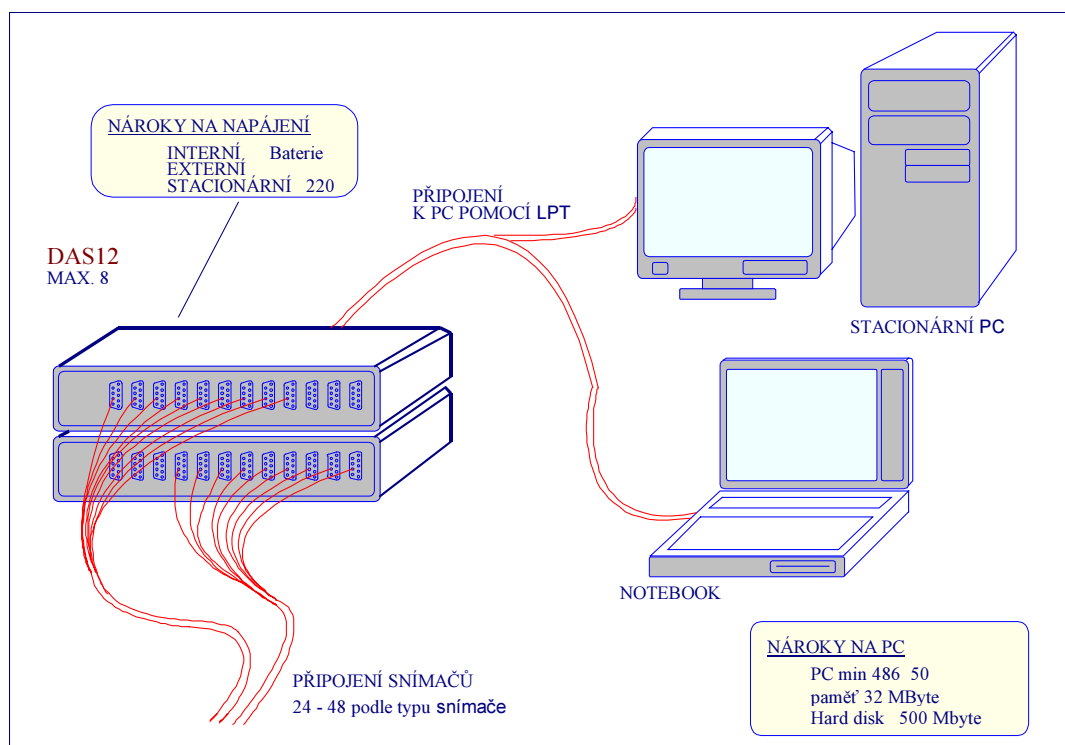 NÁROKY NA NAPÁJENÍ
INTERNÍ Baterie
EXTERNÍ
STACIONÁRNÍ 220
PŘIPOJENÍ
K PC POMOCÍ LPT
DAS12
MAX. 8
STACIONÁRNÍ PC
NOTEBOOK
PŘIPOJENÍ SNÍMAČŮ
24 - 48 podle typu snímače
NÁROKY NA PC
PC min 486 50
paměť 32 MByte
Hard disk 500 Mbyte